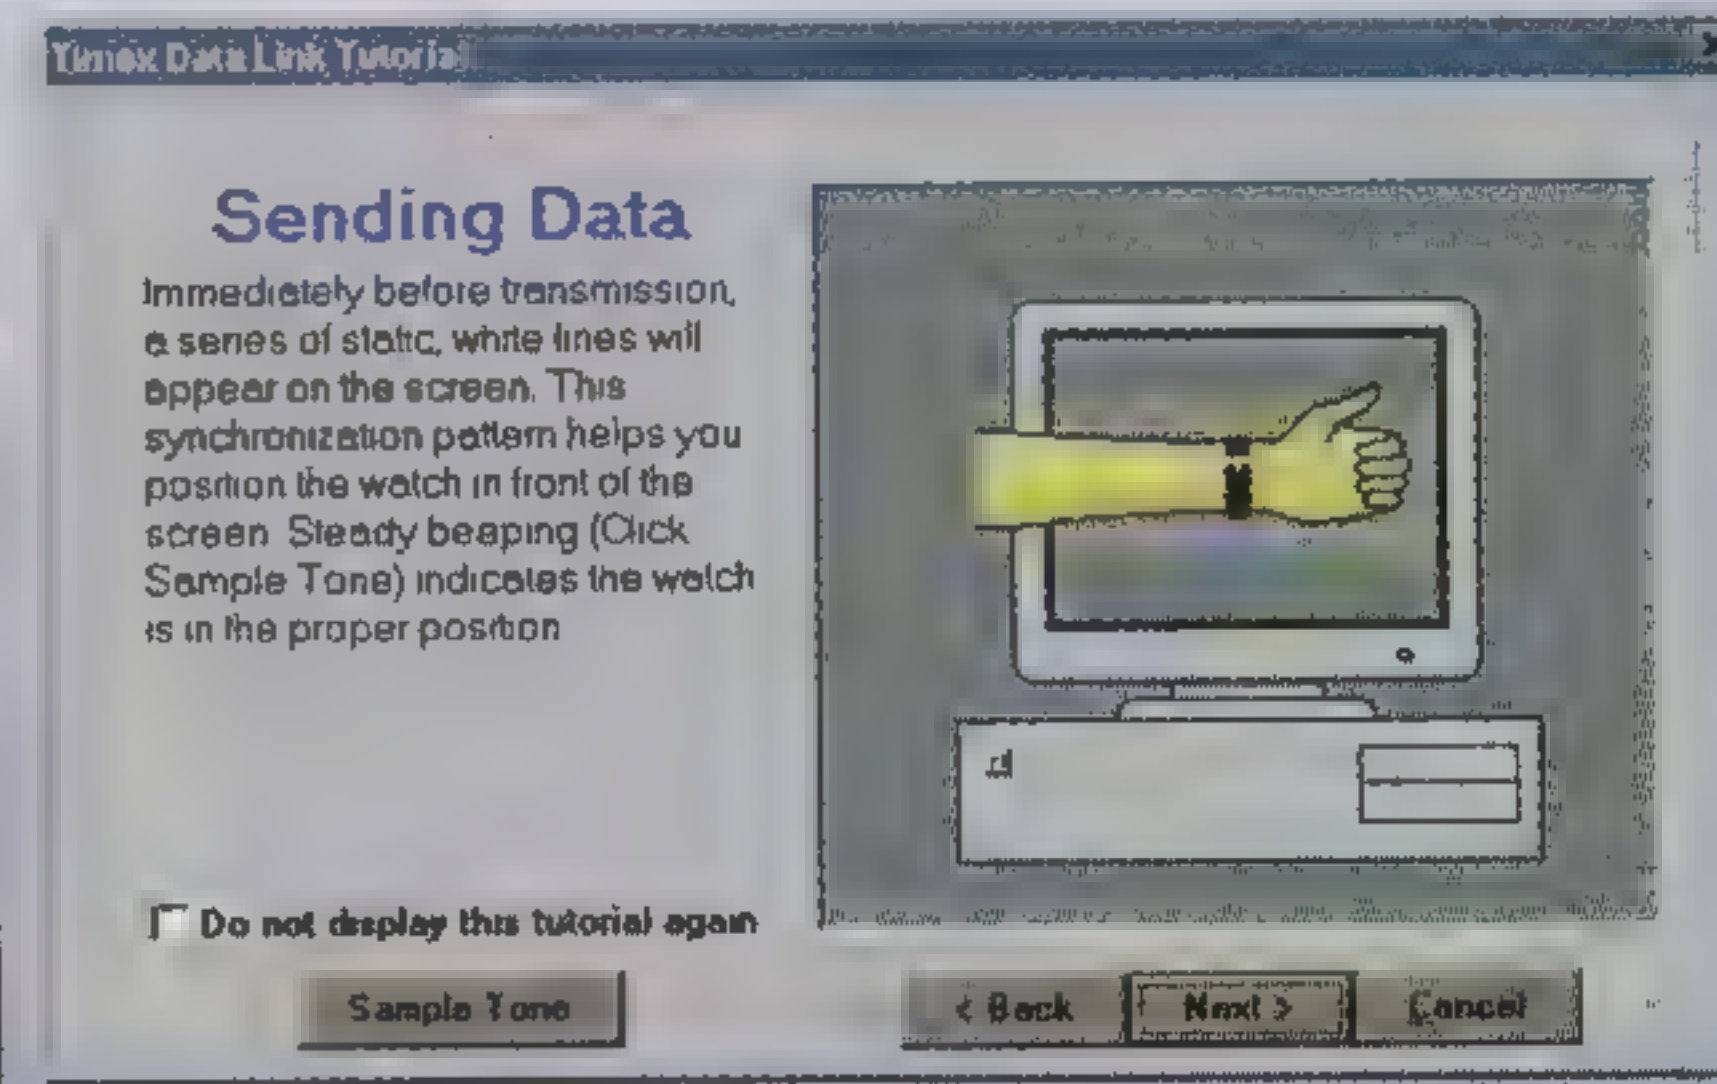 Timex Data Link Tutorial
Sending Data
Immediately before transmission,
a series of static, white lines will
appear on the screen. This
synchronization pattern helps you
position the watch in front of the
screen. Steady beeping (Click
Sample Tone) indicates the watch
is in the proper position
Do not display this tutorial again
Sample Tone
< Back
Next >
Cancel